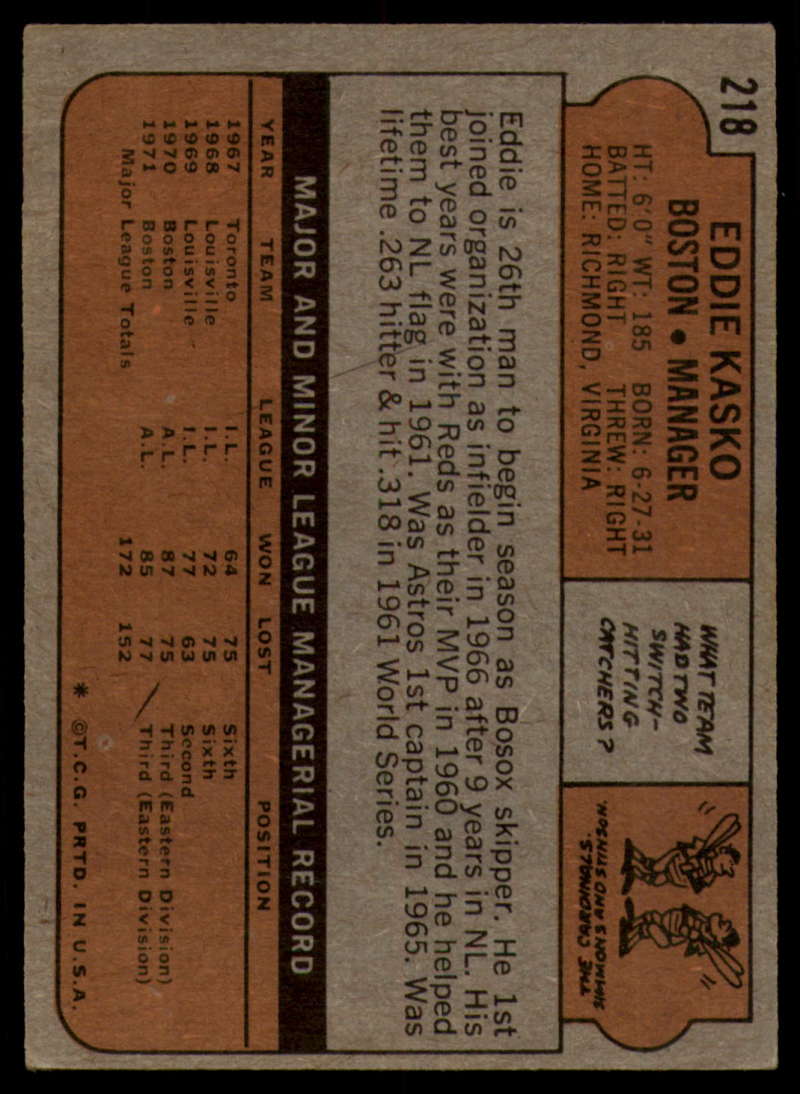 218
EDDIE KASKO
BOSTON • MANAGER
HT: 6'0" WT: 185 BORN: 6-27-31
BATTED: RIGHT THREW: RIGHT
HOME: RICHMOND, VIRGINIA
WHAT TEAM
HAD TWO
SWITCH-
HITTING
CATCHERS?
THE CARDINALS.
SIMMONS AND STINSON.
Eddie is 26th man to begin season as Bosox skipper. He 1st
joined organization as infielder in 1966 after 9 years in NL. His
best years were with Reds as their MVP in 1960 and he helped
them to NL flag in 1961. Was Astros 1st captain in 1965. Was
lifetime .263 hitter & hit .318 in 1961 World Series.
MAJOR AND MINOR LEAGUE MANAGERIAL RECORD
YEAR TEAM LEAGUE WON LOST POSITION
1967 Toronto I.L. 64 75 Sixth
1968 Louisville I.L. 72 75 Sixth
1969 Louisville I.L. 77 63 Second
1970 Boston A.L. 87 75 Third (Eastern Division)
1971 Boston A.L. 85 77 Third (Eastern Division)
Major League Totals 172 152
* ©T.C.G. PRTD. IN U.S.A.